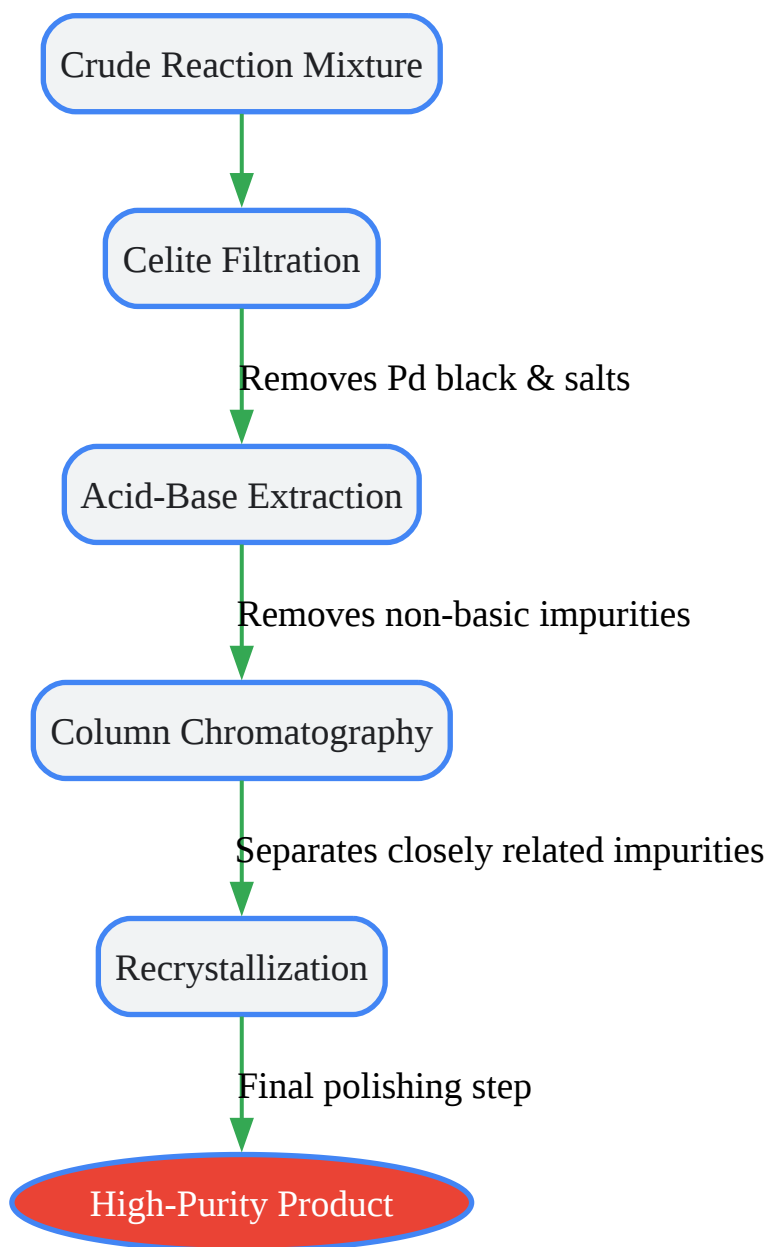 Crude Reaction Mixture
Celite Filtration
Removes Pd black & salts
Acid-Base Extraction
Removes non-basic impurities
Column Chromatography
Separates closely related impurities
Recrystallization
Final polishing step
High-Purity Product